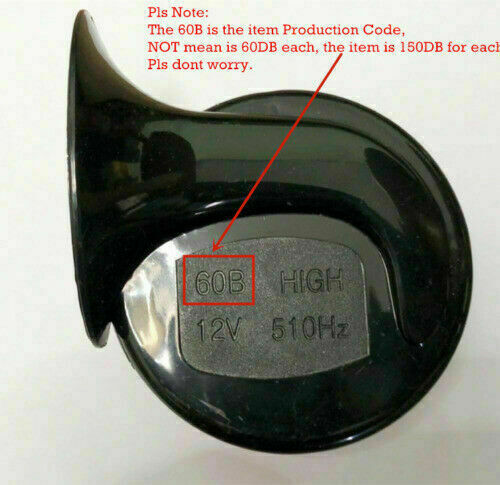 Pls Note:
The 60B is the item Production Code,
NOT mean is 60DB each, the item is 150DB for each
Pls dont worry.
60B HIGH
12V 510Hz